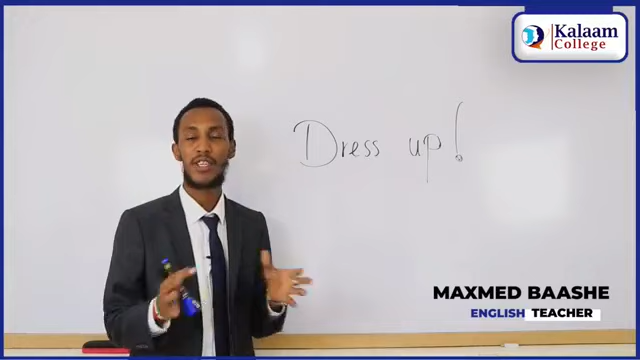 Kalaam
College
Dress up!
MAXMED BAASHE
ENGLISH TEACHER